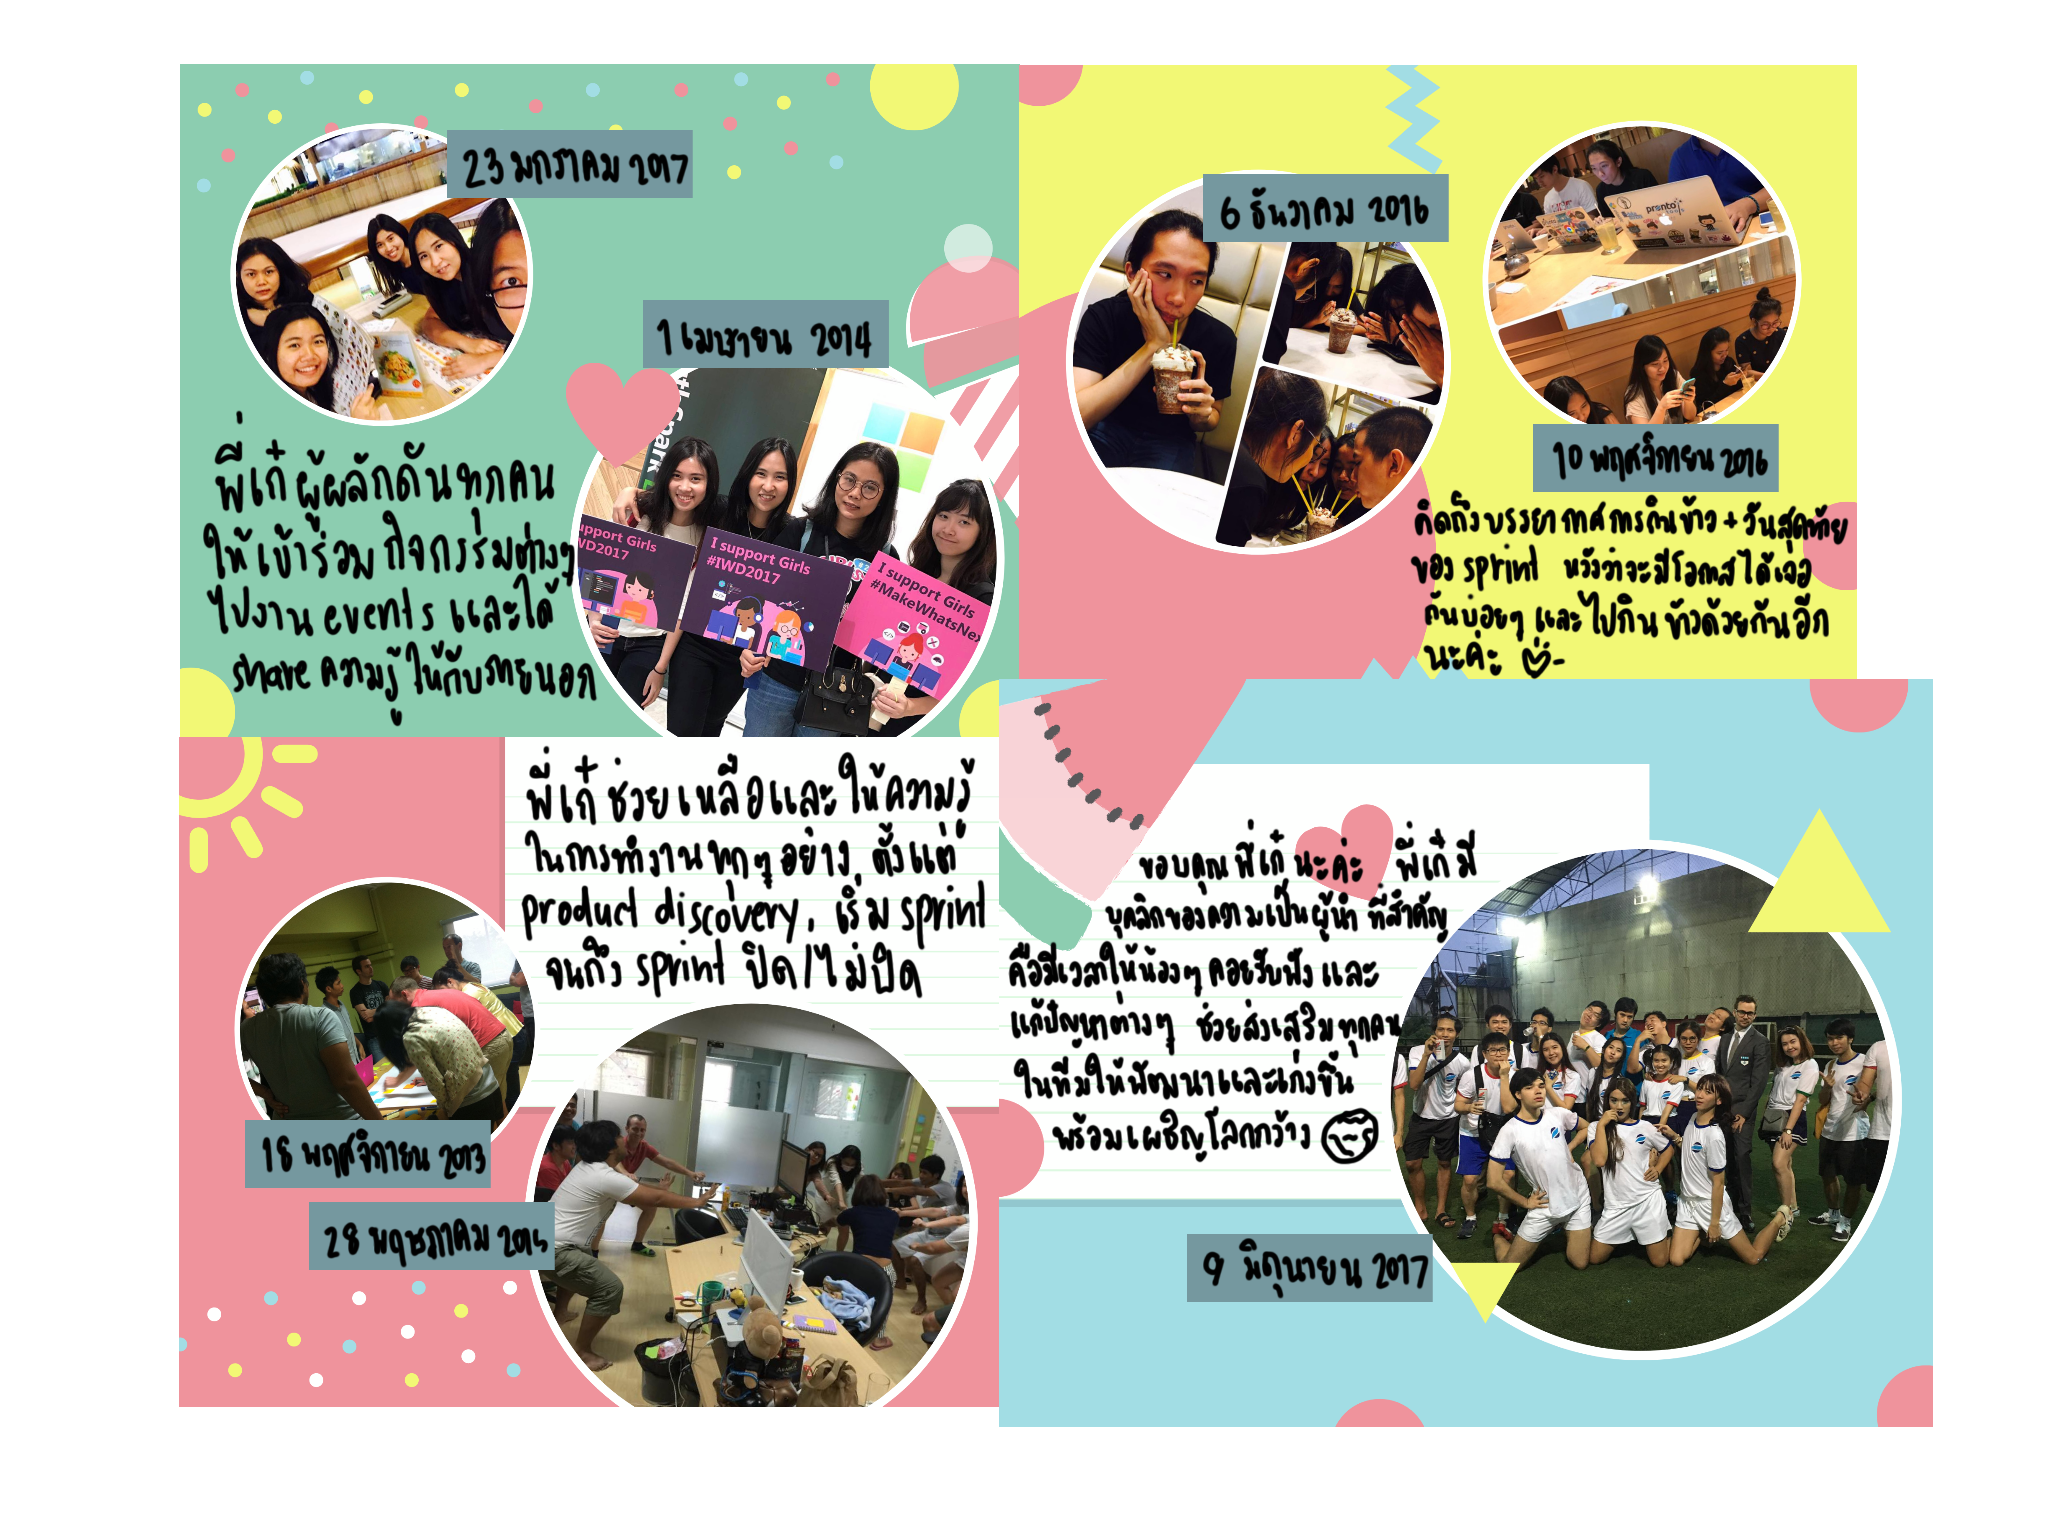 23 มกราคม 2017
1 เมษายน 2014
พี่เก๋ ผู้ผลักดันทุกคน
ให้เข้าร่วม กิจกรรมต่างๆ
ไปงาน events และได้
share ความรู้ ให้กับภายนอก
I support Girls
#IWD2017
I support Girls
#MakeWhatsNex
upport Girls
WD2017
6 ธันวาคม 2016
pronto
10 พฤศจิกายน 2016
คิดถึงบรรยากาศการกินข้าว + วันสุดท้าย
ของ sprint หวังว่าจะมีโอกาสได้เจอ
กันบ่อยๆ และไปกินข้าวด้วยกันอีก
นะค่ะ
พี่เก๋ ช่วยเหลือและให้ความรู้
ในการทำงานทุกๆอย่าง ตั้งแต่
product discovery, เริ่ม sprint
จนถึง sprint ปิด/ไม่ปิด
18 พฤศจิกายน 2013
28 พฤษภาคม 2015
ขอบคุณพี่เก๋นะค่ะ พี่เก๋มี
บุคลิกของความเป็นผู้นำ ที่สำคัญ
คือมีเวลาให้น้องๆ คอยรับฟัง และ
แก้ปัญหาต่างๆ ช่วยส่งเสริมทุกคน
ในทีมให้พัฒนาและเก่งขึ้น
พร้อมเผชิญโลกกว้าง
9 มิถุนายน 2017